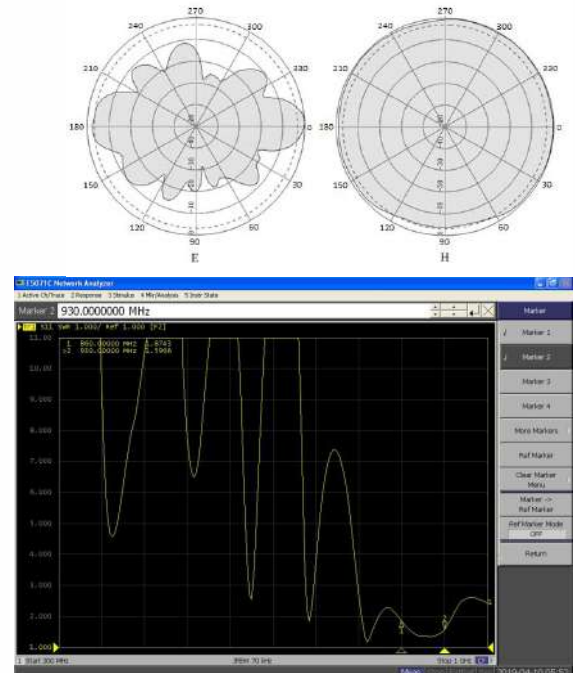 270
240
300
210
330
180
0
150
30
120
60
90
E
270
240
300
210
330
180
0
150
30
120
60
90
H
E5071C Network Analyzer
1 Active Ch/Trace 2 Response 3 Stimulus 4 Mkr/Analysis 5 Instr State
Marker 2 930.0000000 MHz
S11 SWR 1.000/ Ref 1.000 [F2]
1 860.00000 MHz 1.8743
11.00
10.00
9.000
8.000
7.000
6.000
5.000
4.000
3.000
2.000
1.000
1
2
1 Start 300 MHz
IFBW 70 kHz
Stop 1 GHz
Marker
Marker 1
Marker 2
Marker 3
Marker 4
More Markers
Ref Marker
Clear Marker
Menu
Marker ->
Ref Marker
Ref Marker Mode
OFF
Return
2019-04-10 05:52